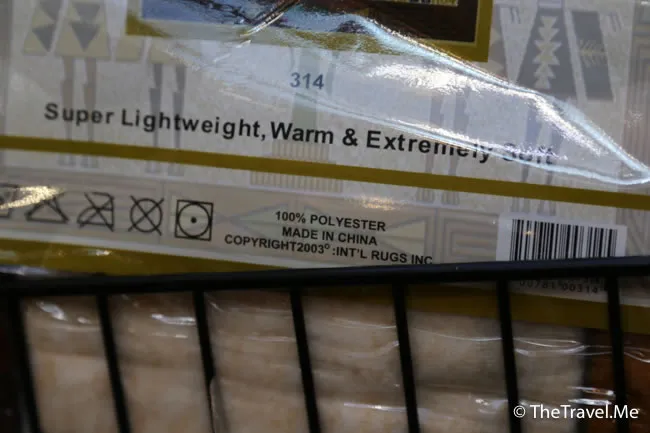 314
Super Lightweight, Warm & Extremely Soft
100% POLYESTER
MADE IN CHINA
COPYRIGHT2003° :INT'L RUGS INC
© TheTravel.Me